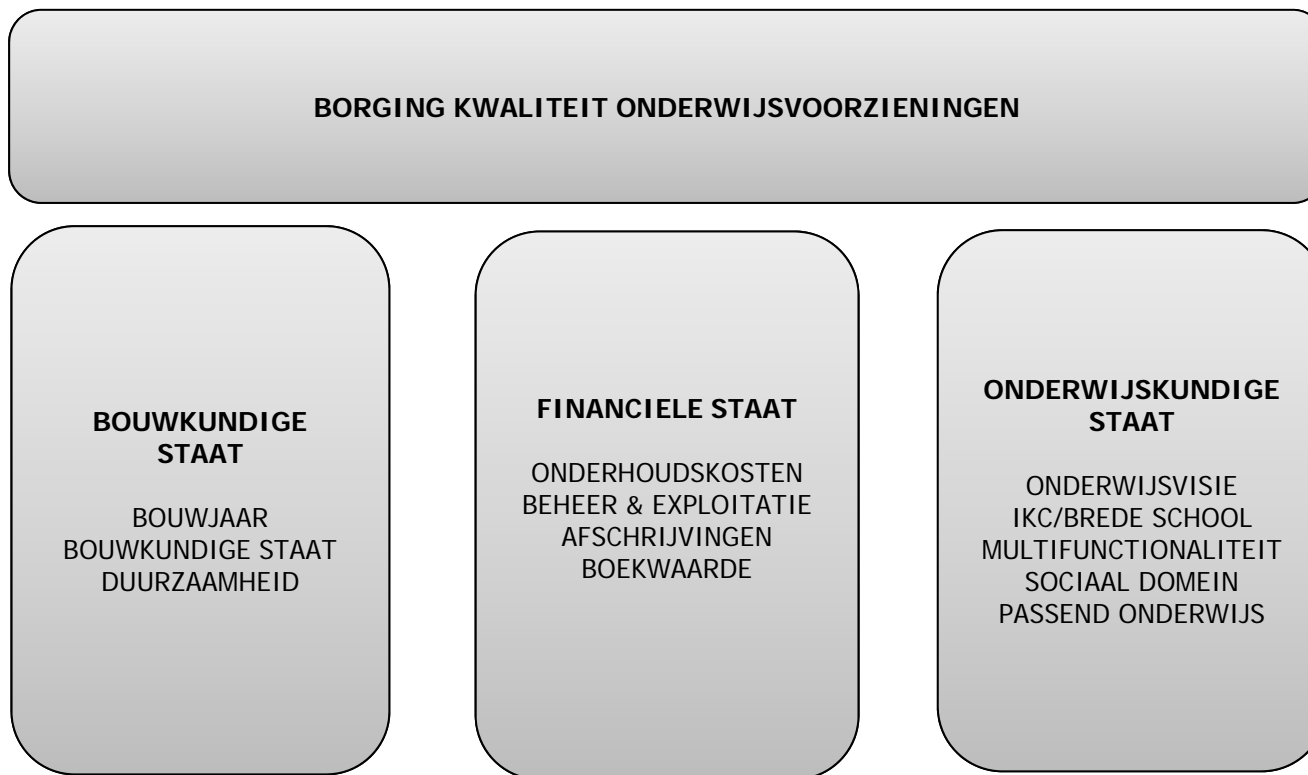 BORGING KWALITEIT ONDERWIJSVOORZIENINGEN
BOUWKUNDIGE
STAAT
BOUWJAAR
BOUWKUNDIGE STAAT
DUURZAAMHEID
FINANCIELE STAAT
ONDERHOUDSKOSTEN
BEHEER & EXPLOITATIE
AFSCHRIJVINGEN
BOEKWAARDE
ONDERWIJSKUNDIGE
STAAT
ONDERWIJSVISIE
IKC/BREDE SCHOOL
MULTIFUNCTIONALITEIT
SOCIAAL DOMEIN
PASSEND ONDERWIJS